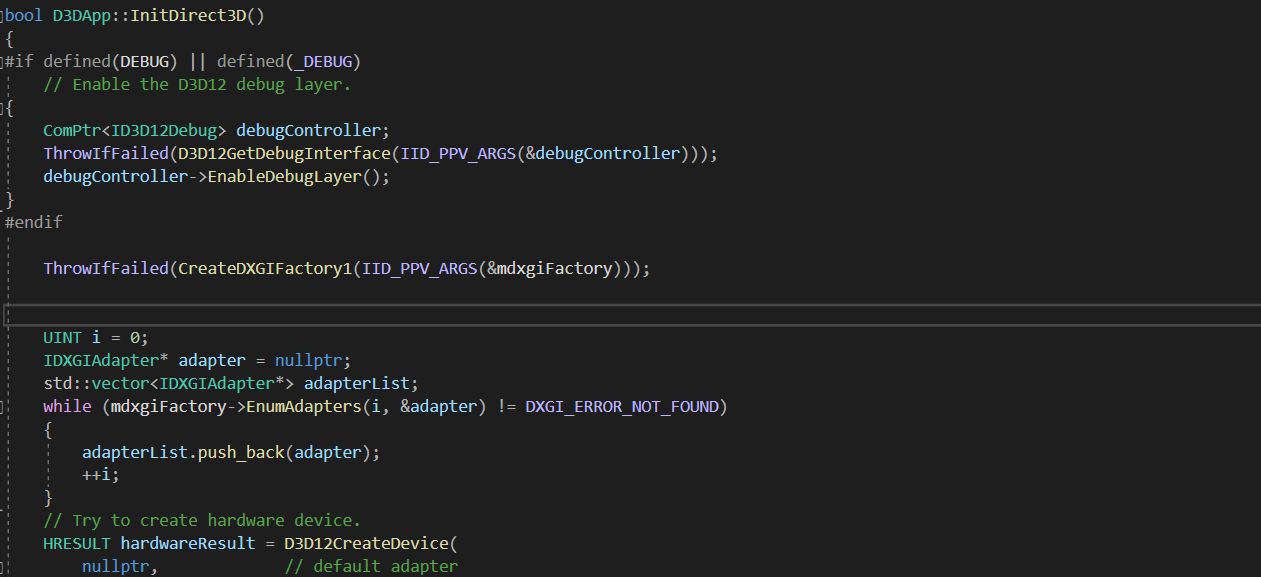 bool D3DApp::InitDirect3D()
{
#if defined(DEBUG) || defined(_DEBUG)
    // Enable the D3D12 debug layer.
{
    ComPtr<ID3D12Debug> debugController;
    ThrowIfFailed(D3D12GetDebugInterface(IID_PPV_ARGS(&debugController)));
    debugController->EnableDebugLayer();
}
#endif
    ThrowIfFailed(CreateDXGIFactory1(IID_PPV_ARGS(&mdxgiFactory)));
    UINT i = 0;
    IDXGIAdapter* adapter = nullptr;
    std::vector<IDXGIAdapter*> adapterList;
    while (mdxgiFactory->EnumAdapters(i, &adapter) != DXGI_ERROR_NOT_FOUND)
    {
        adapterList.push_back(adapter);
        ++i;
    }
    // Try to create hardware device.
    HRESULT hardwareResult = D3D12CreateDevice(
        nullptr,             // default adapter